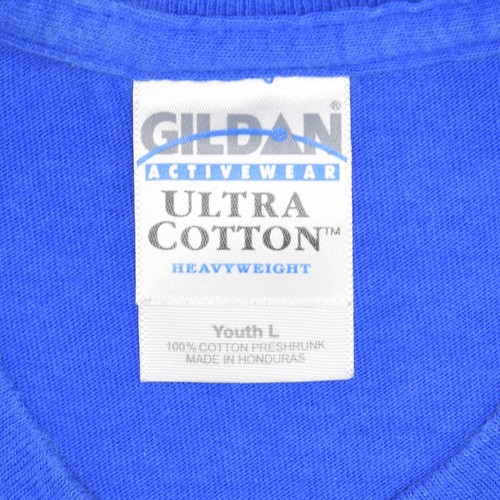 GILDAN®
ACTIVEWEAR
ULTRA
COTTON™
HEAVYWEIGHT
Youth L
100% COTTON PRESHRUNK
MADE IN HONDURAS